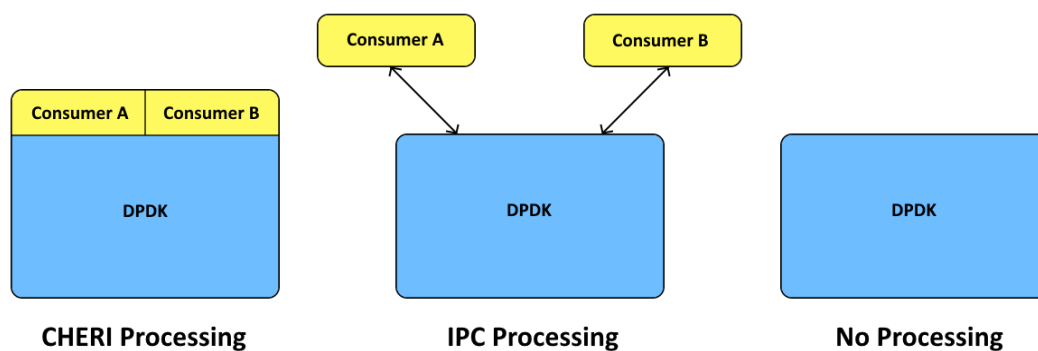 Consumer A
Consumer B
Consumer A
Consumer B
DPDK
DPDK
DPDK
CHERI Processing
IPC Processing
No Processing